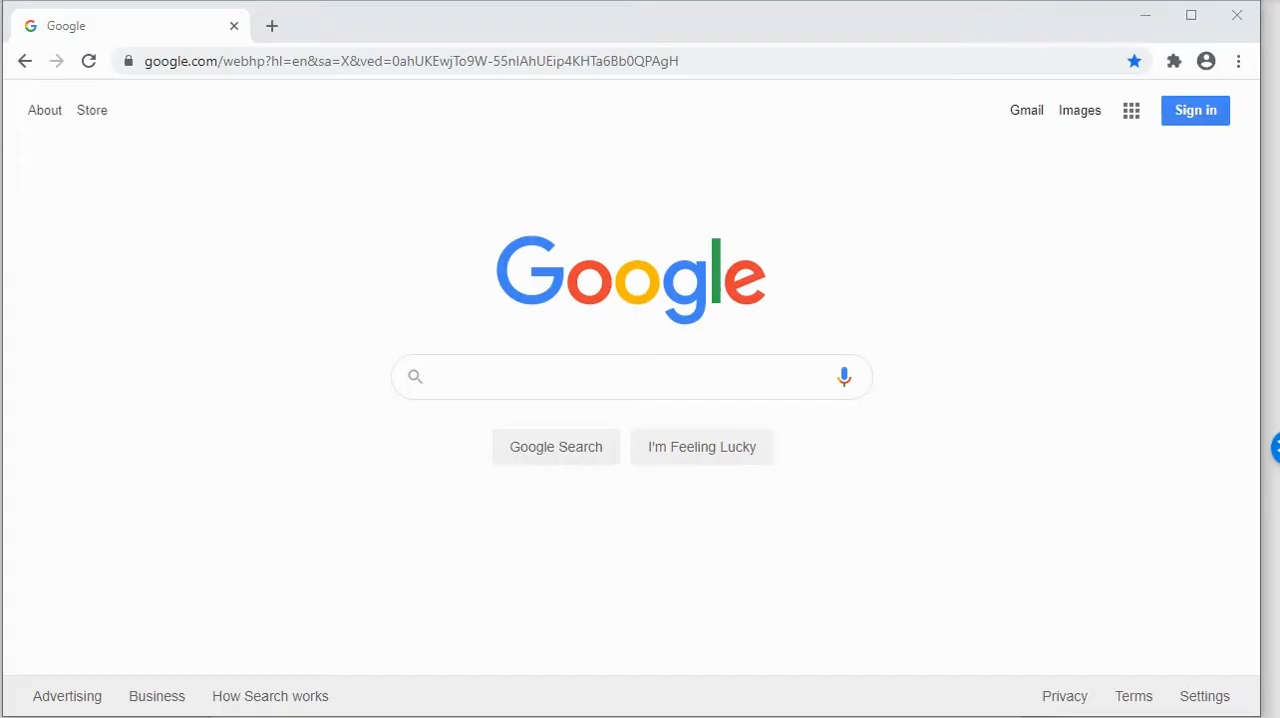 Google
google.com/webhp?hl=en&sa=X&ved=0ahUKEwjTo9W-55nIAhUEip4KHTa6Bb0QPAgH
About Store Gmail Images Sign in
Google
Google Search I'm Feeling Lucky
Advertising Business How Search works Privacy Terms Settings